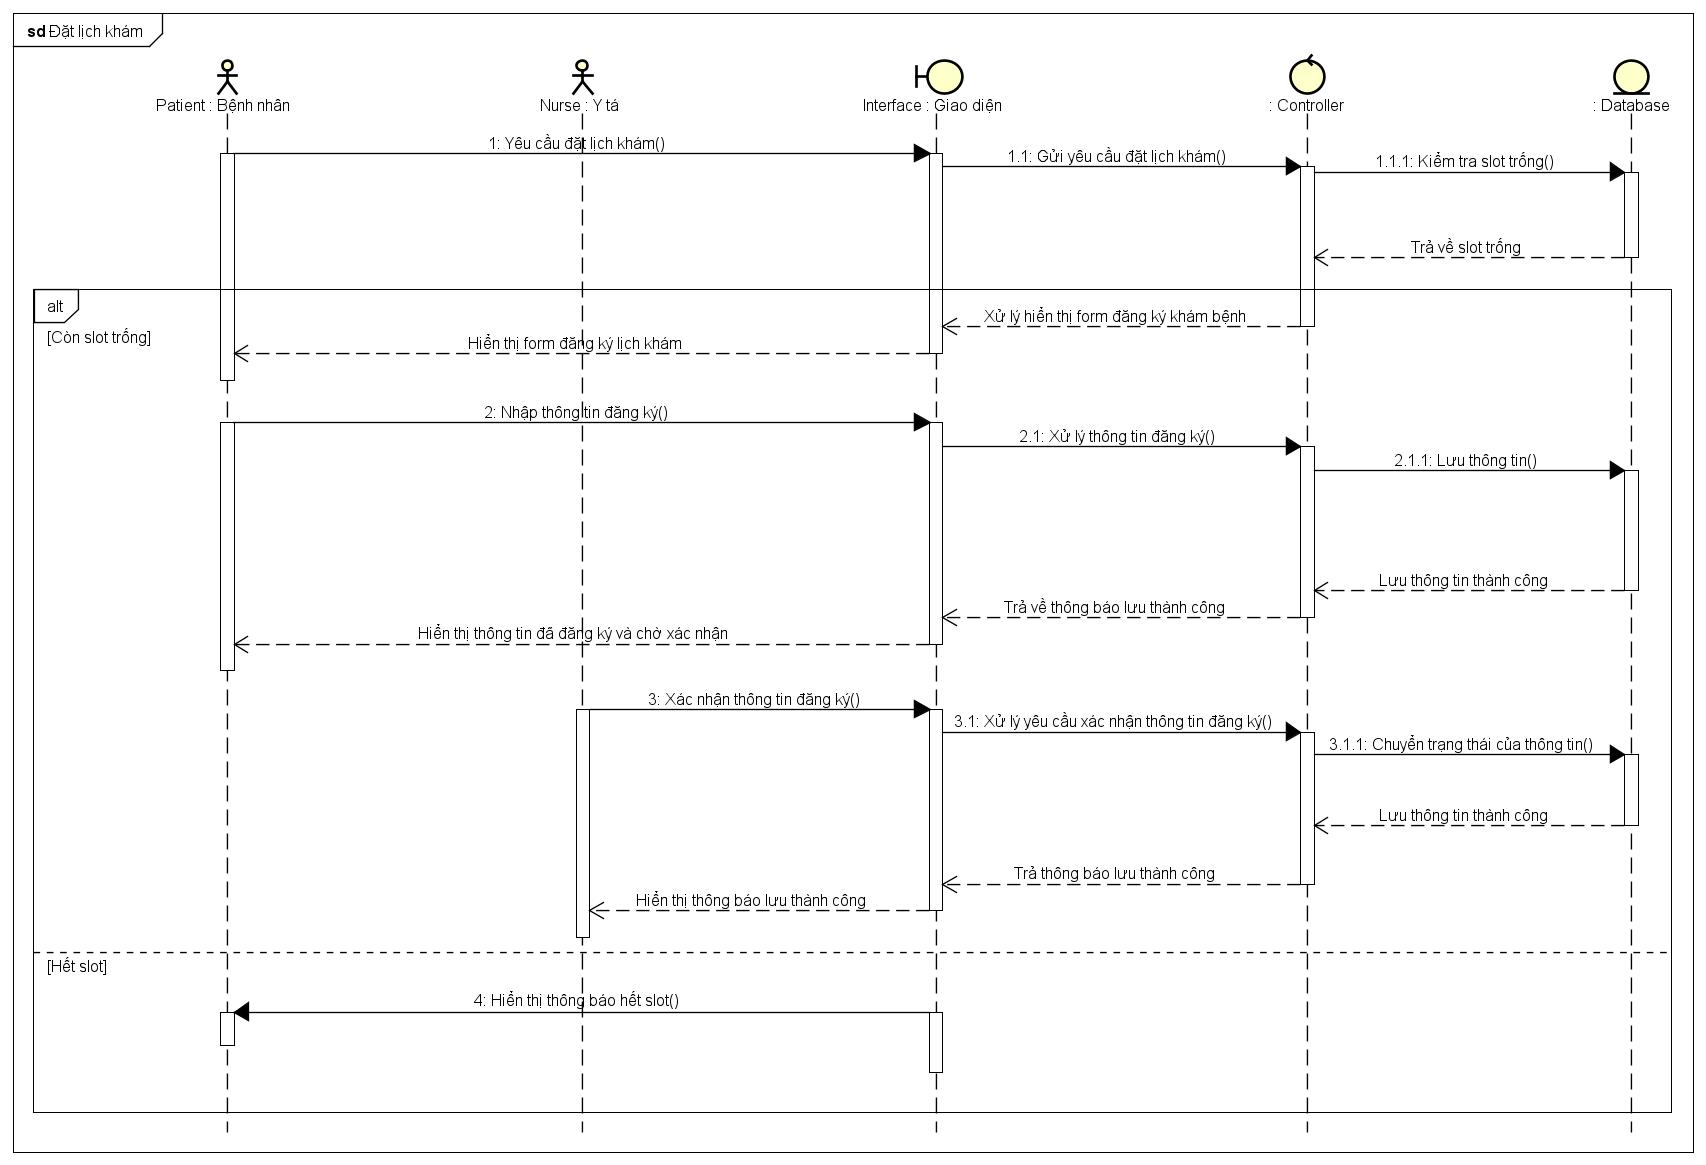 sd Đặt lịch khám
Patient : Bệnh nhân
Nurse : Y tá
Interface : Giao diện
: Controller
: Database
1: Yêu cầu đặt lịch khám()
1.1: Gửi yêu cầu đặt lịch khám()
1.1.1: Kiểm tra slot trống()
Trả về slot trống
alt
[Còn slot trống]
Xử lý hiển thị form đăng ký khám bệnh
Hiển thị form đăng ký lịch khám
2: Nhập thông tin đăng ký()
2.1: Xử lý thông tin đăng ký()
2.1.1: Lưu thông tin()
Lưu thông tin thành công
Trả về thông báo lưu thành công
Hiển thị thông tin đã đăng ký và chờ xác nhận
3: Xác nhận thông tin đăng ký()
3.1: Xử lý yêu cầu xác nhận thông tin đăng ký()
3.1.1: Chuyển trạng thái của thông tin()
Lưu thông tin thành công
Trả thông báo lưu thành công
Hiển thị thông báo lưu thành công
[Hết slot]
4: Hiển thị thông báo hết slot()